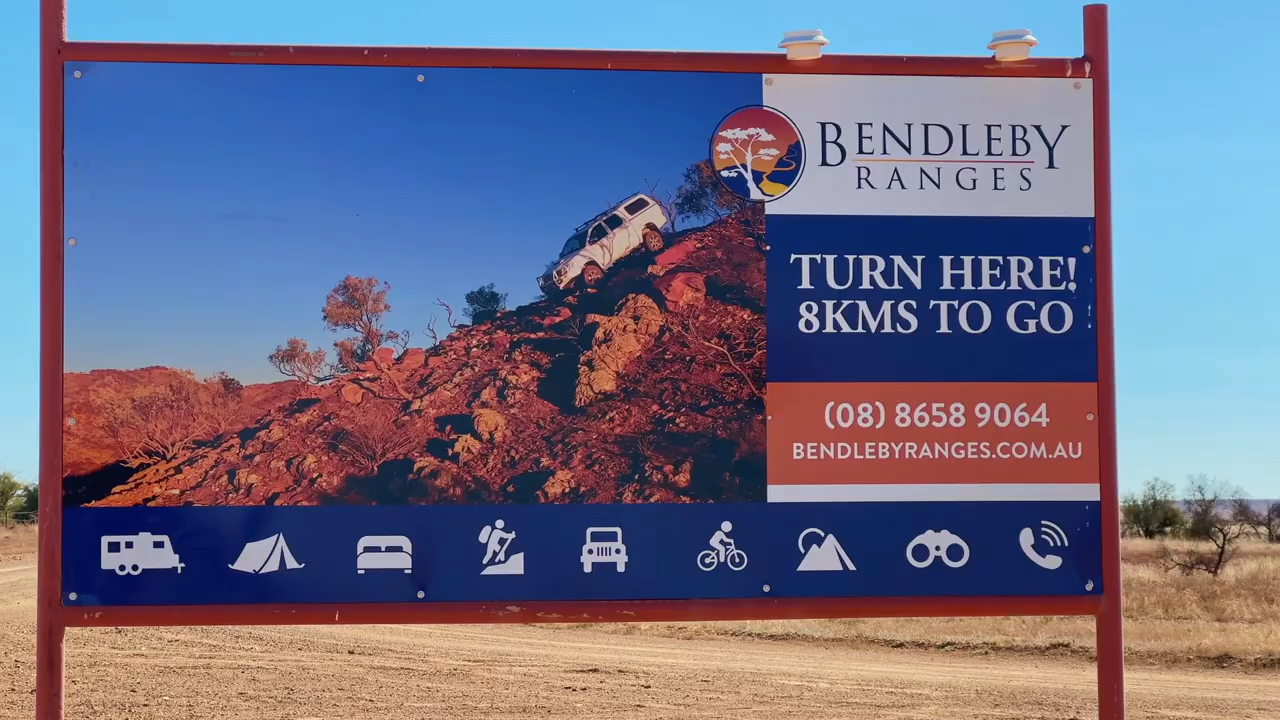 BENDLEBY
RANGES
TURN HERE!
8KMS TO GO
(08) 8658 9064
BENDLEBYRANGES.COM.AU